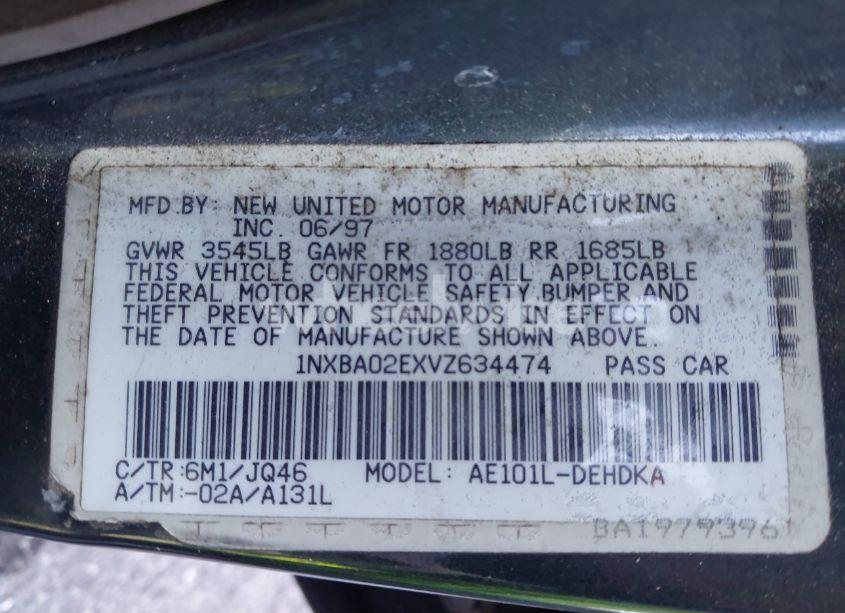 MFD.BY: NEW UNITED MOTOR MANUFACTURING
INC. 06/97
GVWR 3545LB GAWR FR 1880LB RR 1685LB
THIS VEHICLE CONFORMS TO ALL APPLICABLE
FEDERAL MOTOR VEHICLE SAFETY,BUMPER,AND
THEFT PREVENTION STANDARDS IN EFFECT ON
THE DATE OF MANUFACTURE SHOWN ABOVE.
1NXBA02EXVZ634474 PASS CAR
C/TR:6M1/JQ46 MODEL: AE101L-DEHDKA
A/TM:-02A/A131L
BA1979396